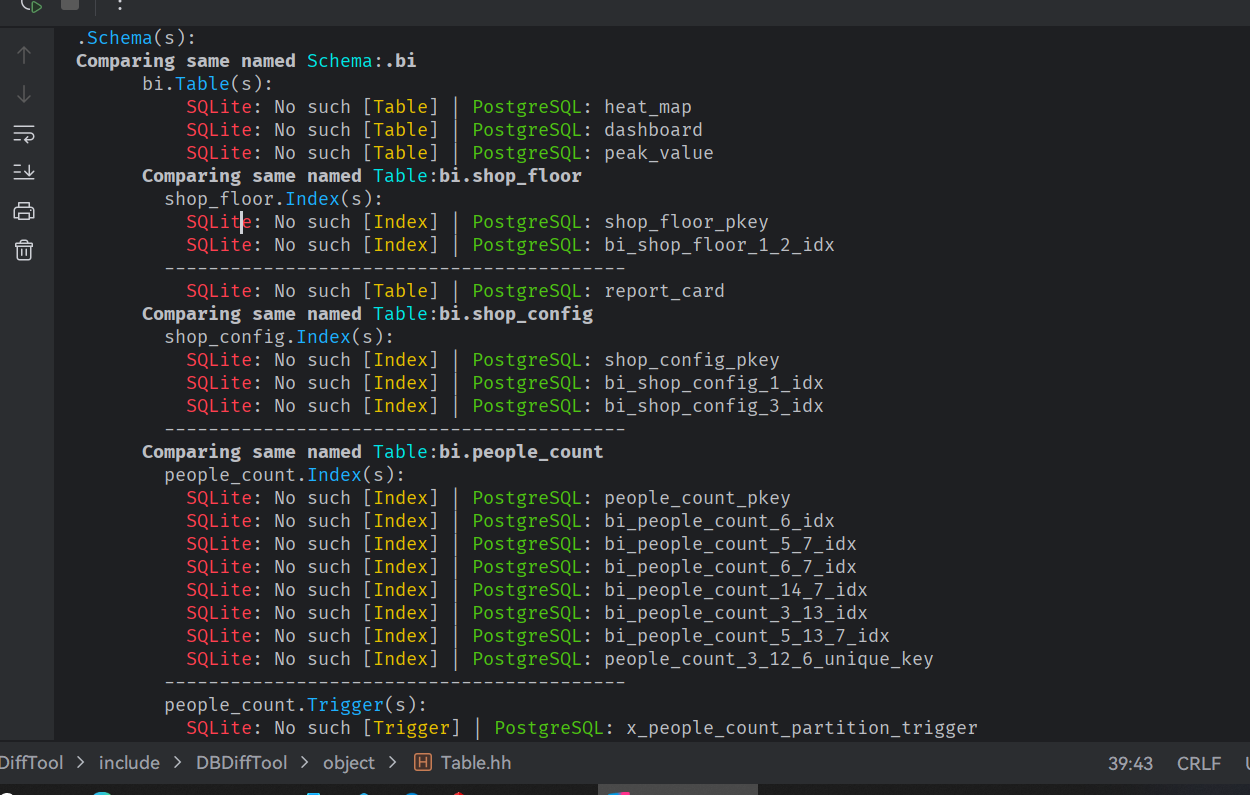 .Schema(s):
Comparing same named Schema:.bi
bi.Table(s):
SQLite: No such [Table] | PostgreSQL: heat_map
SQLite: No such [Table] | PostgreSQL: dashboard
SQLite: No such [Table] | PostgreSQL: peak_value
Comparing same named Table:bi.shop_floor
shop_floor.Index(s):
SQLite: No such [Index] | PostgreSQL: shop_floor_pkey
SQLite: No such [Index] | PostgreSQL: bi_shop_floor_1_2_idx
------------------------------------------
SQLite: No such [Table] | PostgreSQL: report_card
Comparing same named Table:bi.shop_config
shop_config.Index(s):
SQLite: No such [Index] | PostgreSQL: shop_config_pkey
SQLite: No such [Index] | PostgreSQL: bi_shop_config_1_idx
SQLite: No such [Index] | PostgreSQL: bi_shop_config_3_idx
------------------------------------------
Comparing same named Table:bi.people_count
people_count.Index(s):
SQLite: No such [Index] | PostgreSQL: people_count_pkey
SQLite: No such [Index] | PostgreSQL: bi_people_count_6_idx
SQLite: No such [Index] | PostgreSQL: bi_people_count_5_7_idx
SQLite: No such [Index] | PostgreSQL: bi_people_count_6_7_idx
SQLite: No such [Index] | PostgreSQL: bi_people_count_14_7_idx
SQLite: No such [Index] | PostgreSQL: bi_people_count_3_13_idx
SQLite: No such [Index] | PostgreSQL: bi_people_count_5_13_7_idx
SQLite: No such [Index] | PostgreSQL: people_count_3_12_6_unique_key
------------------------------------------
people_count.Trigger(s):
SQLite: No such [Trigger] | PostgreSQL: x_people_count_partition_trigger
DiffTool > include > DBDiffTool > object > H Table.hh 39:43 CRLF